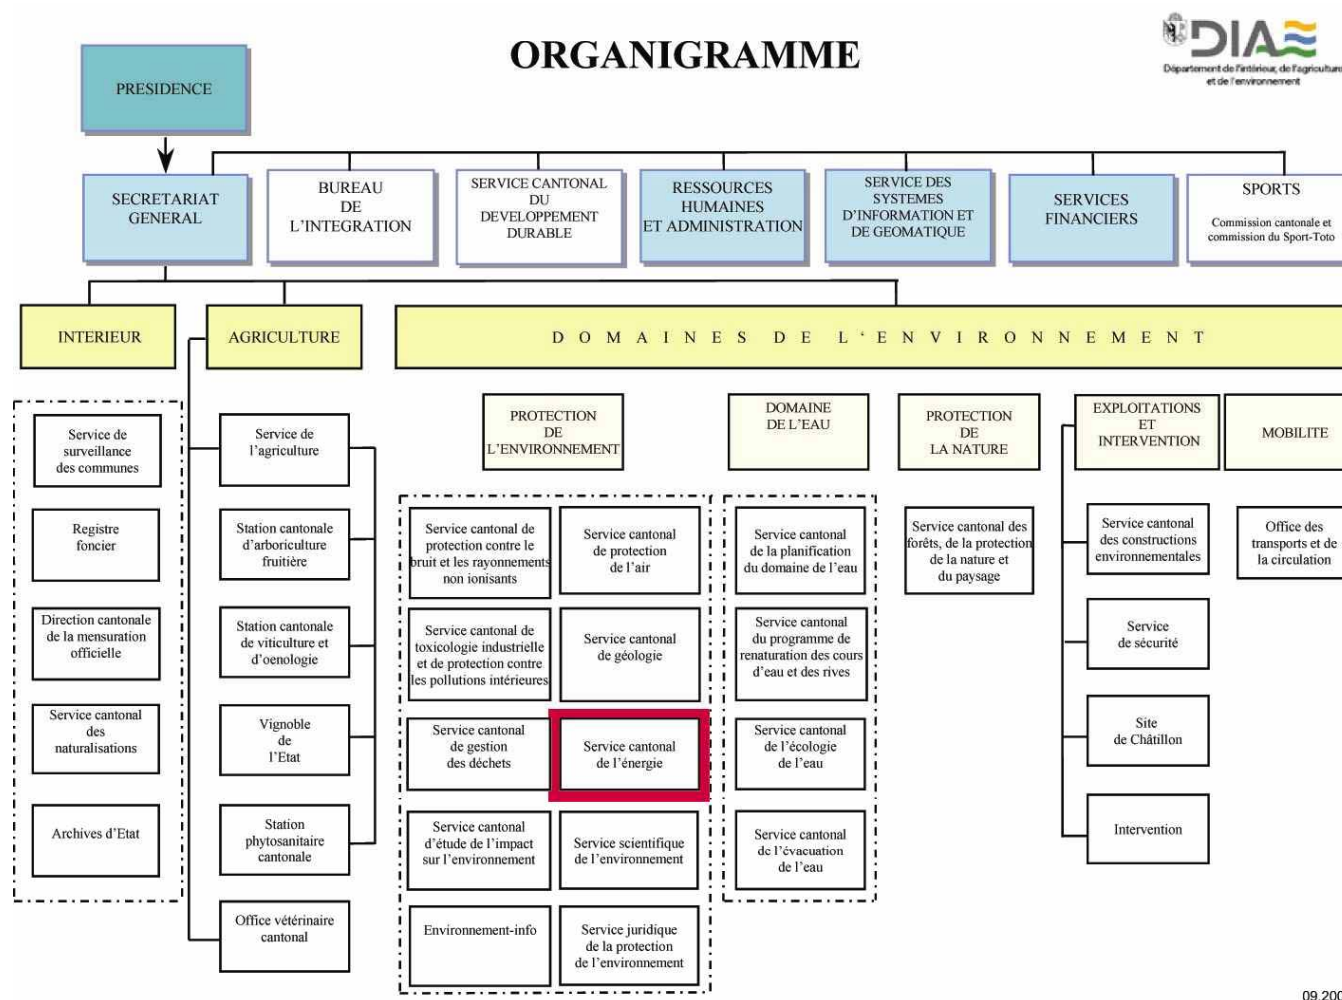 ORGANIGRAMME
DIAE
Département de l'intérieur, de l'agriculture
et de l'environnement
PRESIDENCE
SECRETARIAT
GENERAL
BUREAU
DE
L'INTEGRATION
SERVICE CANTONAL
DU
DEVELOPPEMENT
DURABLE
RESSOURCES
HUMAINES
ET ADMINISTRATION
SERVICE DES
SYSTEMES
D'INFORMATION ET
DE GEOMATIQUE
SERVICES
FINANCIERS
SPORTS
Commission cantonale et
commission du Sport-Toto
INTERIEUR
AGRICULTURE
DOMAINES DE L'ENVIRONNEMENT
Service de
surveillance
des communes
Registre
foncier
Direction cantonale
de la mensuration
officielle
Service cantonal
des
naturalisations
Archives d'Etat
Service de
l'agriculture
Station cantonale
d'arboriculture
fruitière
Station cantonale
de viticulture et
d'oenologie
Vignoble
de
l'Etat
Station
phytosanitaire
cantonale
Office vétérinaire
cantonal
PROTECTION
DE
L'ENVIRONNEMENT
Service cantonal de
protection contre le
bruit et les rayonnements
non ionisants
Service cantonal
de protection
de l'air
Service cantonal de
toxicologie industrielle
et de protection contre
les pollutions intérieures
Service cantonal
de géologie
Service cantonal
de gestion
des déchets
Service cantonal
de l'énergie
Service cantonal
d'étude de l'impact
sur l'environnement
Service scientifique
de l'environnement
Environnement-info
Service juridique
de la protection
de l'environnement
DOMAINE
DE L'EAU
Service cantonal
de la planification
du domaine de l'eau
Service cantonal
du programme de
renaturation des cours
d'eau et des rives
Service cantonal
de l'écologie
de l'eau
Service cantonal
de l'évacuation
de l'eau
PROTECTION
DE
LA NATURE
Service cantonal des
forêts, de la protection
de la nature et
du paysage
EXPLOITATIONS
ET
INTERVENTION
Service cantonal
des constructions
environnementales
Service
de sécurité
Site
de Châtillon
Intervention
MOBILITE
Office des
transports et de
la circulation
09.200